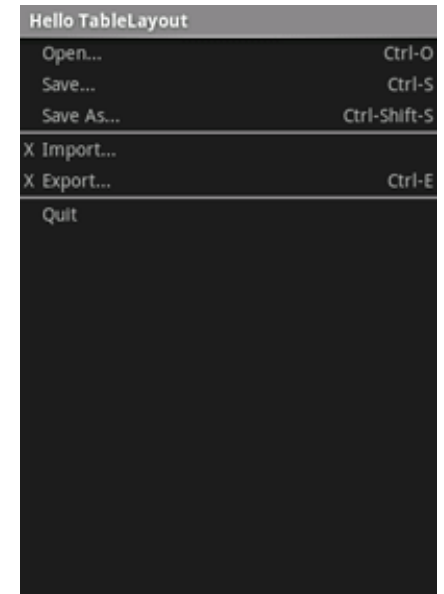 Hello TableLayout
Open... Ctrl-O
Save... Ctrl-S
Save As... Ctrl-Shift-S
X Import...
X Export... Ctrl-E
Quit